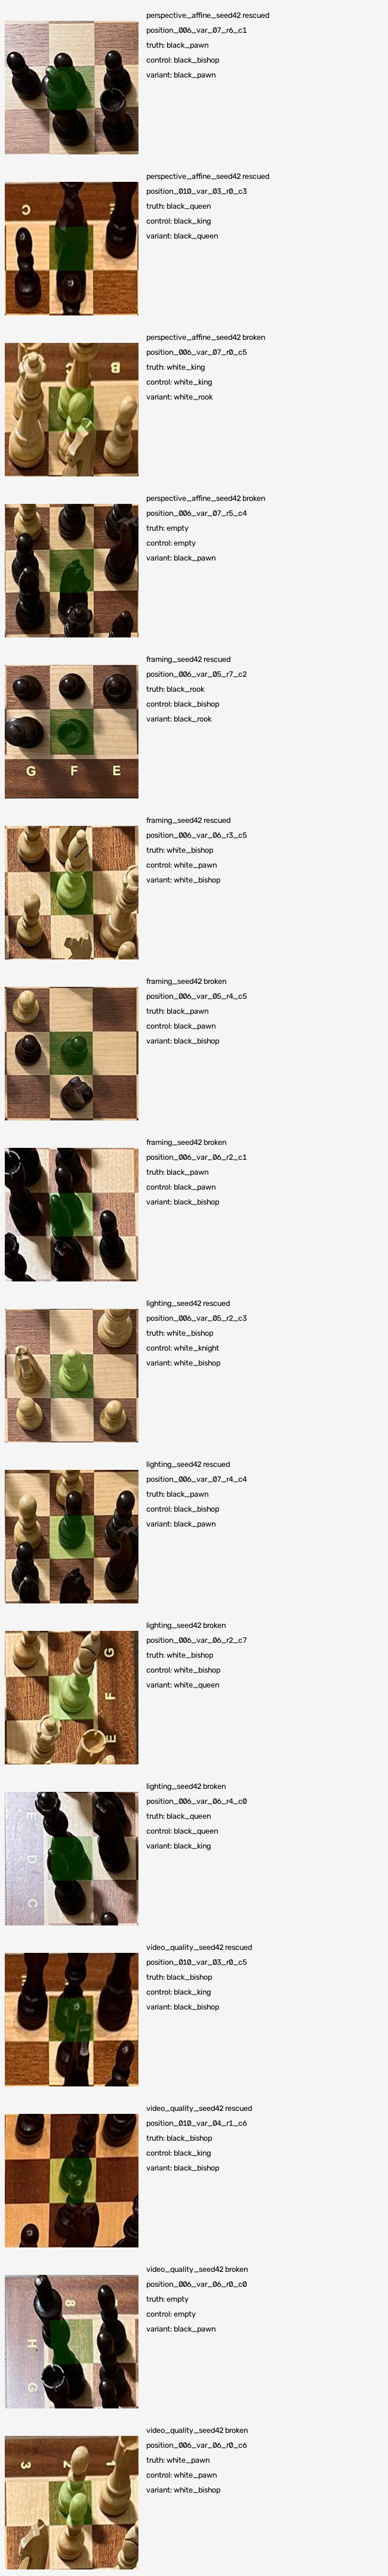 perspective_affine_seed42 rescued
position_006_var_07_r6_c1
truth: black_pawn
control: black_bishop
variant: black_pawn
perspective_affine_seed42 rescued
position_010_var_03_r0_c3
truth: black_queen
control: black_king
variant: black_queen
C
perspective_affine_seed42 broken
position_006_var_07_r0_c5
truth: white_king
control: white_king
variant: white_rook
C B
perspective_affine_seed42 broken
position_006_var_07_r5_c4
truth: empty
control: empty
variant: black_pawn
framing_seed42 rescued
position_006_var_05_r7_c2
truth: black_rook
control: black_bishop
variant: black_rook
G F E
framing_seed42 rescued
position_006_var_06_r3_c5
truth: white_bishop
control: white_pawn
variant: white_bishop
framing_seed42 broken
position_006_var_05_r4_c5
truth: black_pawn
control: black_pawn
variant: black_bishop
framing_seed42 broken
position_006_var_06_r2_c1
truth: black_pawn
control: black_pawn
variant: black_bishop
lighting_seed42 rescued
position_006_var_05_r2_c3
truth: white_bishop
control: white_knight
variant: white_bishop
lighting_seed42 rescued
position_006_var_07_r4_c4
truth: black_pawn
control: black_bishop
variant: black_pawn
lighting_seed42 broken
position_006_var_06_r2_c7
truth: white_bishop
control: white_bishop
variant: white_queen
G
F
E
lighting_seed42 broken
position_006_var_06_r4_c0
truth: black_queen
control: black_queen
variant: black_king
E
D
C
video_quality_seed42 rescued
position_010_var_03_r0_c5
truth: black_bishop
control: black_king
variant: black_bishop
video_quality_seed42 rescued
position_010_var_04_r1_c6
truth: black_bishop
control: black_king
variant: black_bishop
video_quality_seed42 broken
position_006_var_06_r0_c0
truth: empty
control: empty
variant: black_pawn
8
H
G
video_quality_seed42 broken
position_006_var_06_r0_c6
truth: white_pawn
control: white_pawn
variant: white_bishop
3 2 1